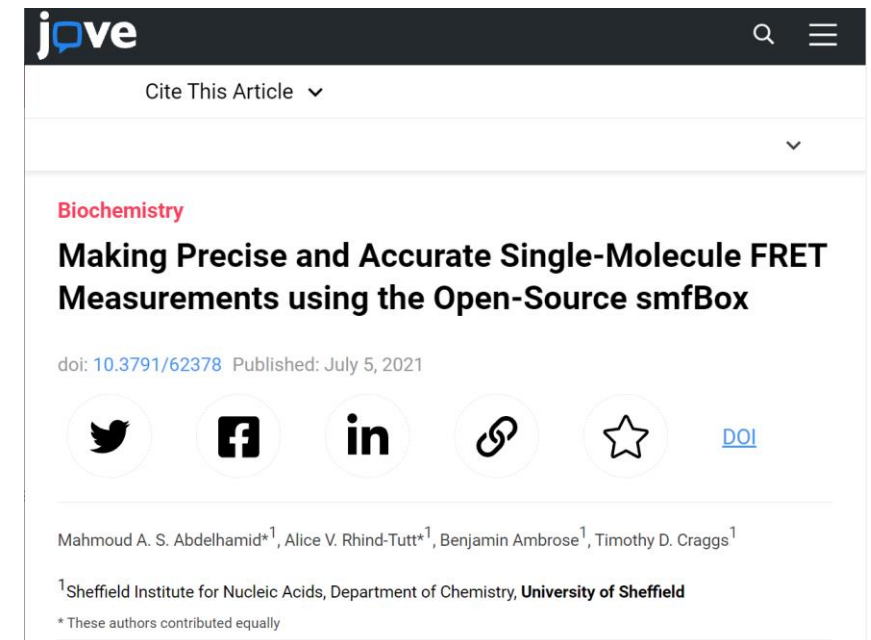 jove
Cite This Article
Biochemistry
Making Precise and Accurate Single-Molecule FRET
Measurements using the Open-Source smfBox
doi: 10.3791/62378 Published: July 5, 2021
in
DOI
Mahmoud A. S. Abdelhamid*1, Alice V. Rhind-Tutt*1, Benjamin Ambrose1, Timothy D. Craggs1
1Sheffield Institute for Nucleic Acids, Department of Chemistry, University of Sheffield
* These authors contributed equally